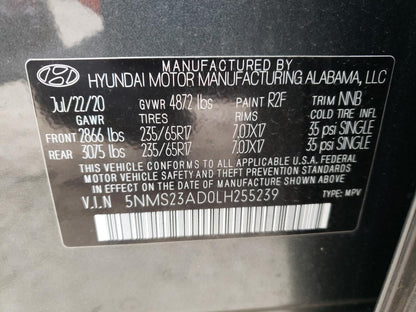 MANUFACTURED BY
HYUNDAI MOTOR MANUFACTURING ALABAMA, LLC
Jul/22/20 GVWR 4872 lbs PAINT R2F TRIM NNB
GAWR TIRES RIMS COLD TIRE INFL
FRONT 2866 lbs 235/65R17 7.0JX17 35 psi SINGLE
REAR 3075 lbs 235/65R17 7.0JX17 35 psi SINGLE
THIS VEHICLE CONFORMS TO ALL APPLICABLE U.S.A. FEDERAL
MOTOR VEHICLE SAFETY AND THEFT PREVENTION STANDARDS
IN EFFECT ON THE DATE OF MANUFACTURE SHOWN ABOVE.
V.I.N 5NMS23AD0LH255239 TYPE: MPV